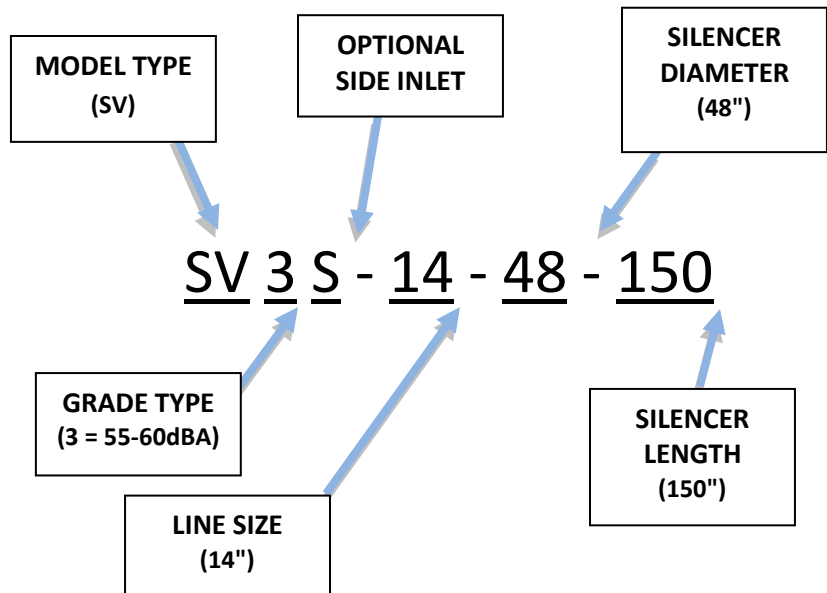 MODEL TYPE
(SV)
OPTIONAL
SIDE INLET
SILENCER
DIAMETER
(48")
SV 3 S - 14 - 48 - 150
GRADE TYPE
(3 = 55-60dBA)
LINE SIZE
(14")
SILENCER
LENGTH
(150")